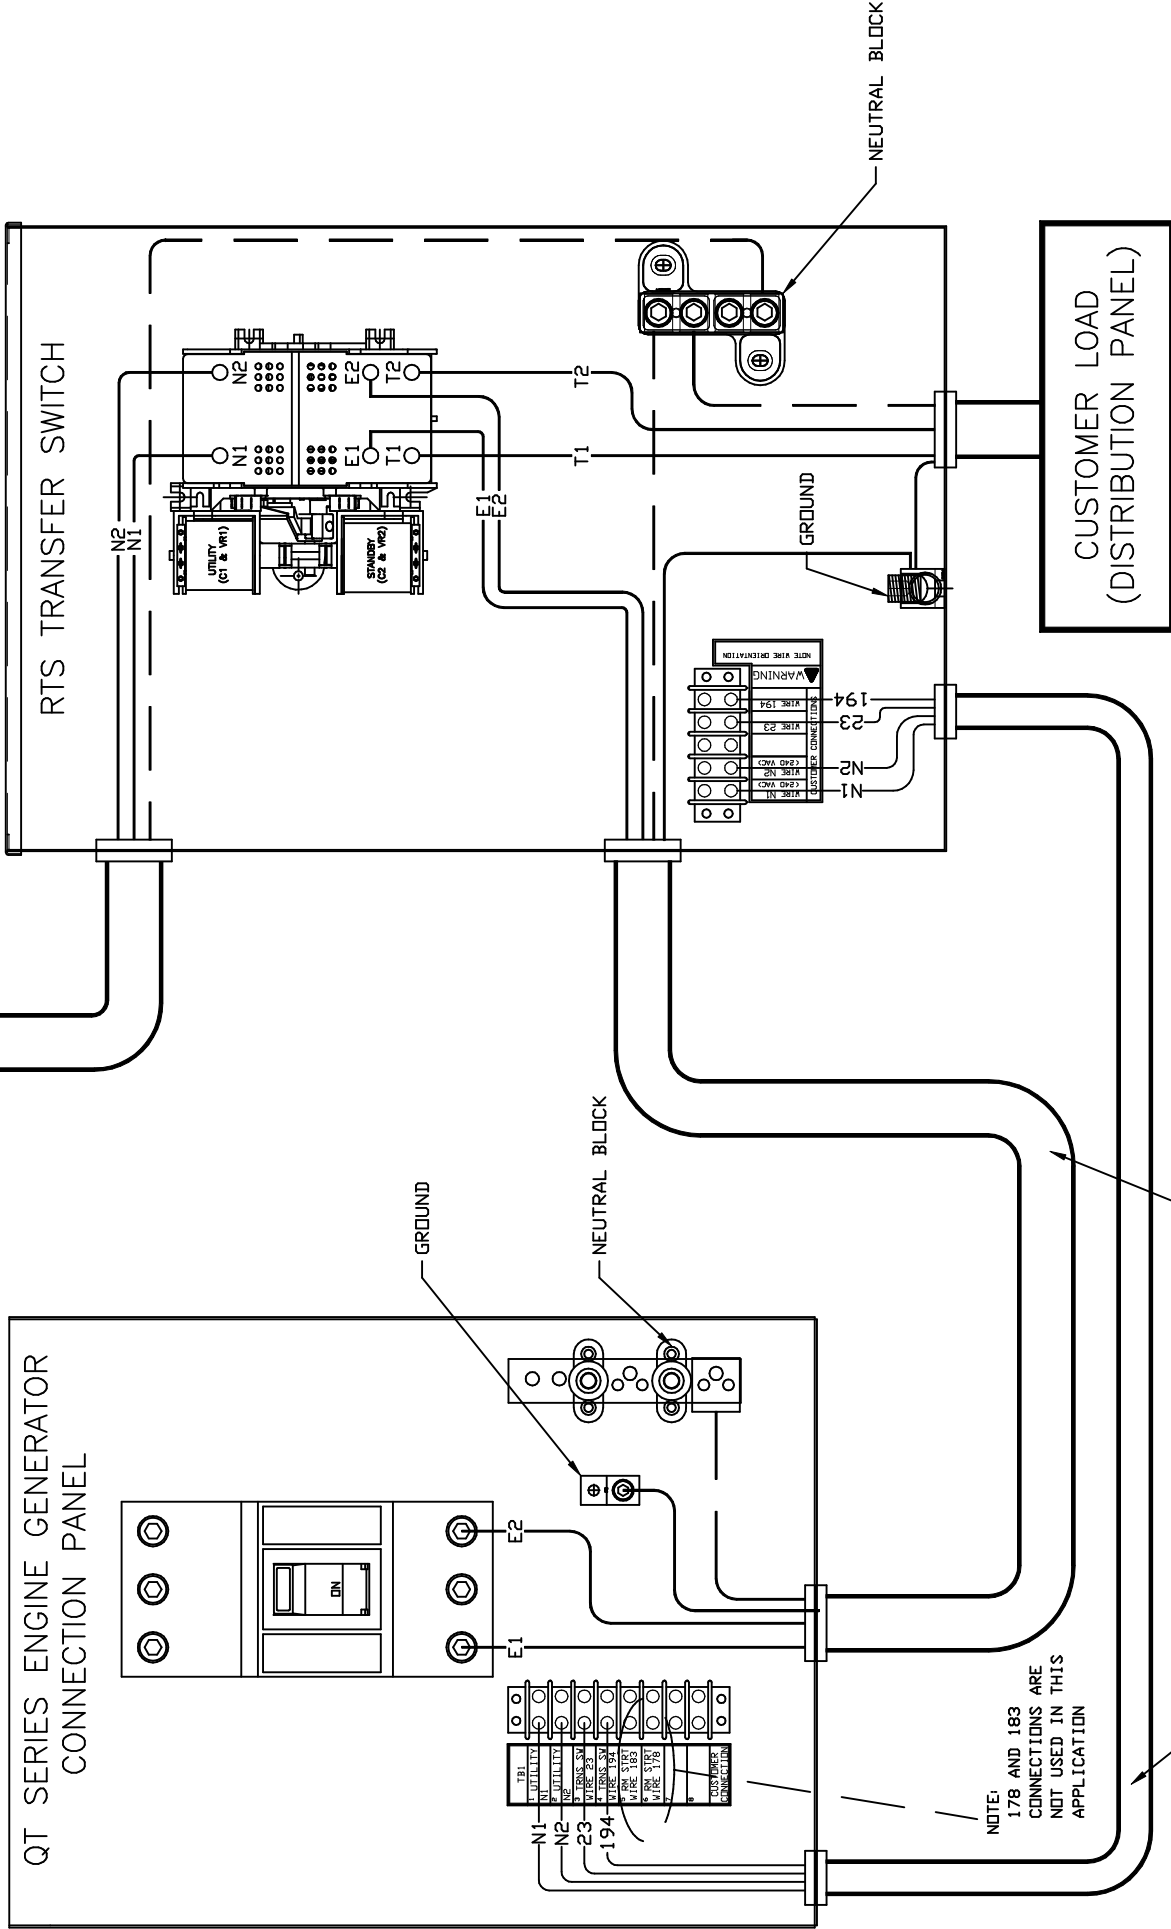 QT SERIES ENGINE GENERATOR
CONNECTION PANEL
ON
E1
E2
GROUND
NEUTRAL BLOCK
TB1
1 UTILITY
N1
2 UTILITY
N2
3 TRNS SW
WIRE 23
4 TRNS SW
WIRE 194
5 RM STRT
WIRE 183
6 RM STRT
WIRE 178
7
8
CUSTOMER
CONNECTION
N1
N2
23
194
NOTE:
178 AND 183
CONNECTIONS ARE
NOT USED IN THIS
APPLICATION
RTS TRANSFER SWITCH
N2
N1
UTILITY
(C1 & VR1)
STANDBY
(C2 & VR2)
N1
N2
E1
E2
T1
T2
E1
E2
T1
T2
NEUTRAL BLOCK
GROUND
NOTE WIRE ORIENTATION
WARNING
CUSTOMER CONNECTIONS
WIRE 194
WIRE 23
WIRE N2
(240 VAC)
WIRE N1
(240 VAC)
194
23
N2
N1
CUSTOMER LOAD
(DISTRIBUTION PANEL)